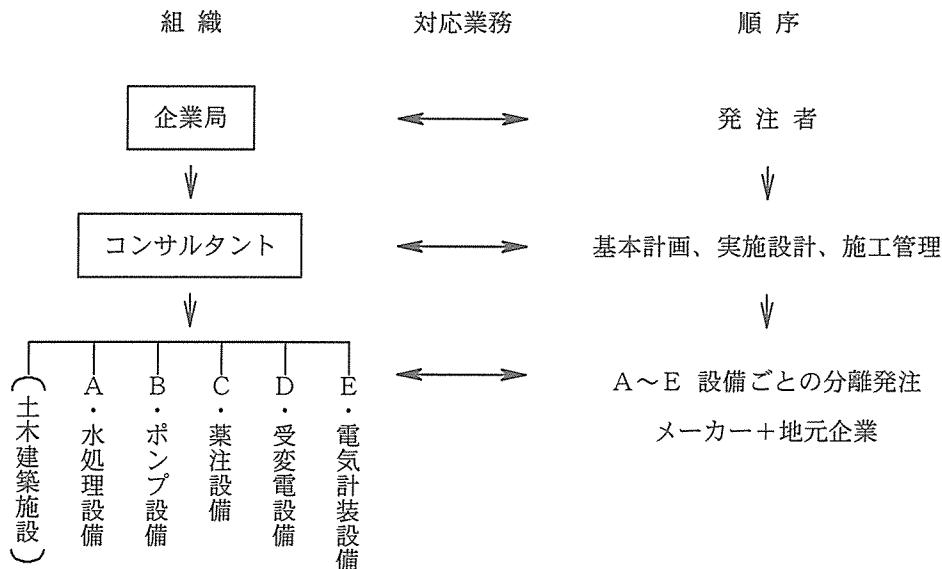 組 織 対応業務 順 序
企業局 発 注 者
コンサルタント 基本計画、実施設計、施工管理
A～E 設備ごとの分離発注
メーカー＋地元企業
(土木建築施設)
A・水処理設備
B・ポンプ設備
C・薬注設備
D・受変電設備
E・電気計装設備